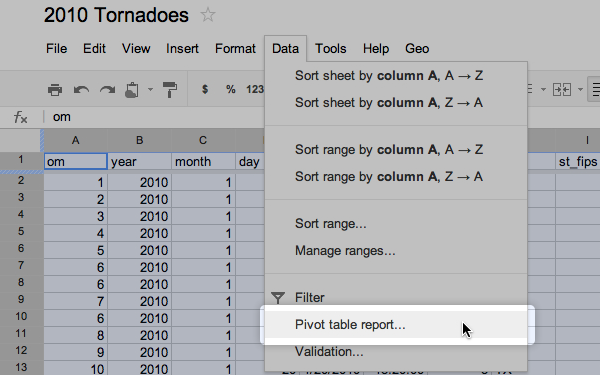 2010 Tornadoes
File Edit View Insert Format Data Tools Help Geo
$ % 123
fx om
A B C I
1 om year month day st_fips
2 1 2010 1
3 2 2010 1
4 3 2010 1
5 4 2010 1
6 5 2010 1
7 6 2010 1
8 6 2010 1
9 7 2010 1
10 6 2010 1
11 8 2010 1
12 9 2010 1
13 10 2010 1
Sort sheet by column A, A → Z
Sort sheet by column A, Z → A
Sort range by column A, A → Z
Sort range by column A, Z → A
Sort range...
Manage ranges...
Filter
Pivot table report...
Validation...